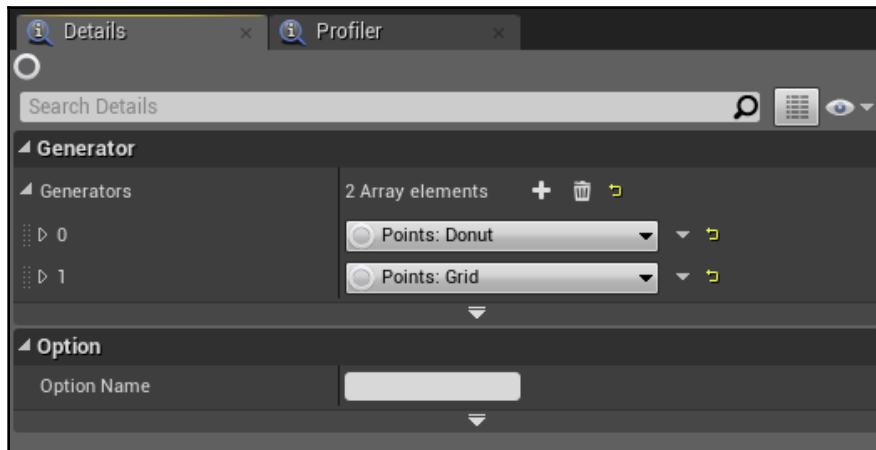 Details Profiler
Search Details
Generator
Generators 2 Array elements
0 Points: Donut
1 Points: Grid
Option
Option Name